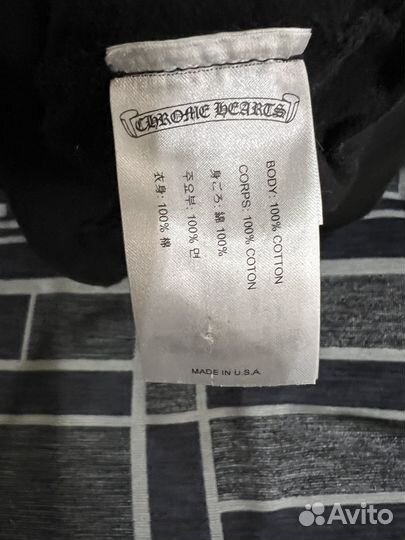 CHROME HEARTS
BODY: 100% COTTON
CORPS: 100% COTON
身ごろ: 綿 100%
주요부: 100% 면
衣身: 100% 棉
MADE IN U.S.A.
Avito